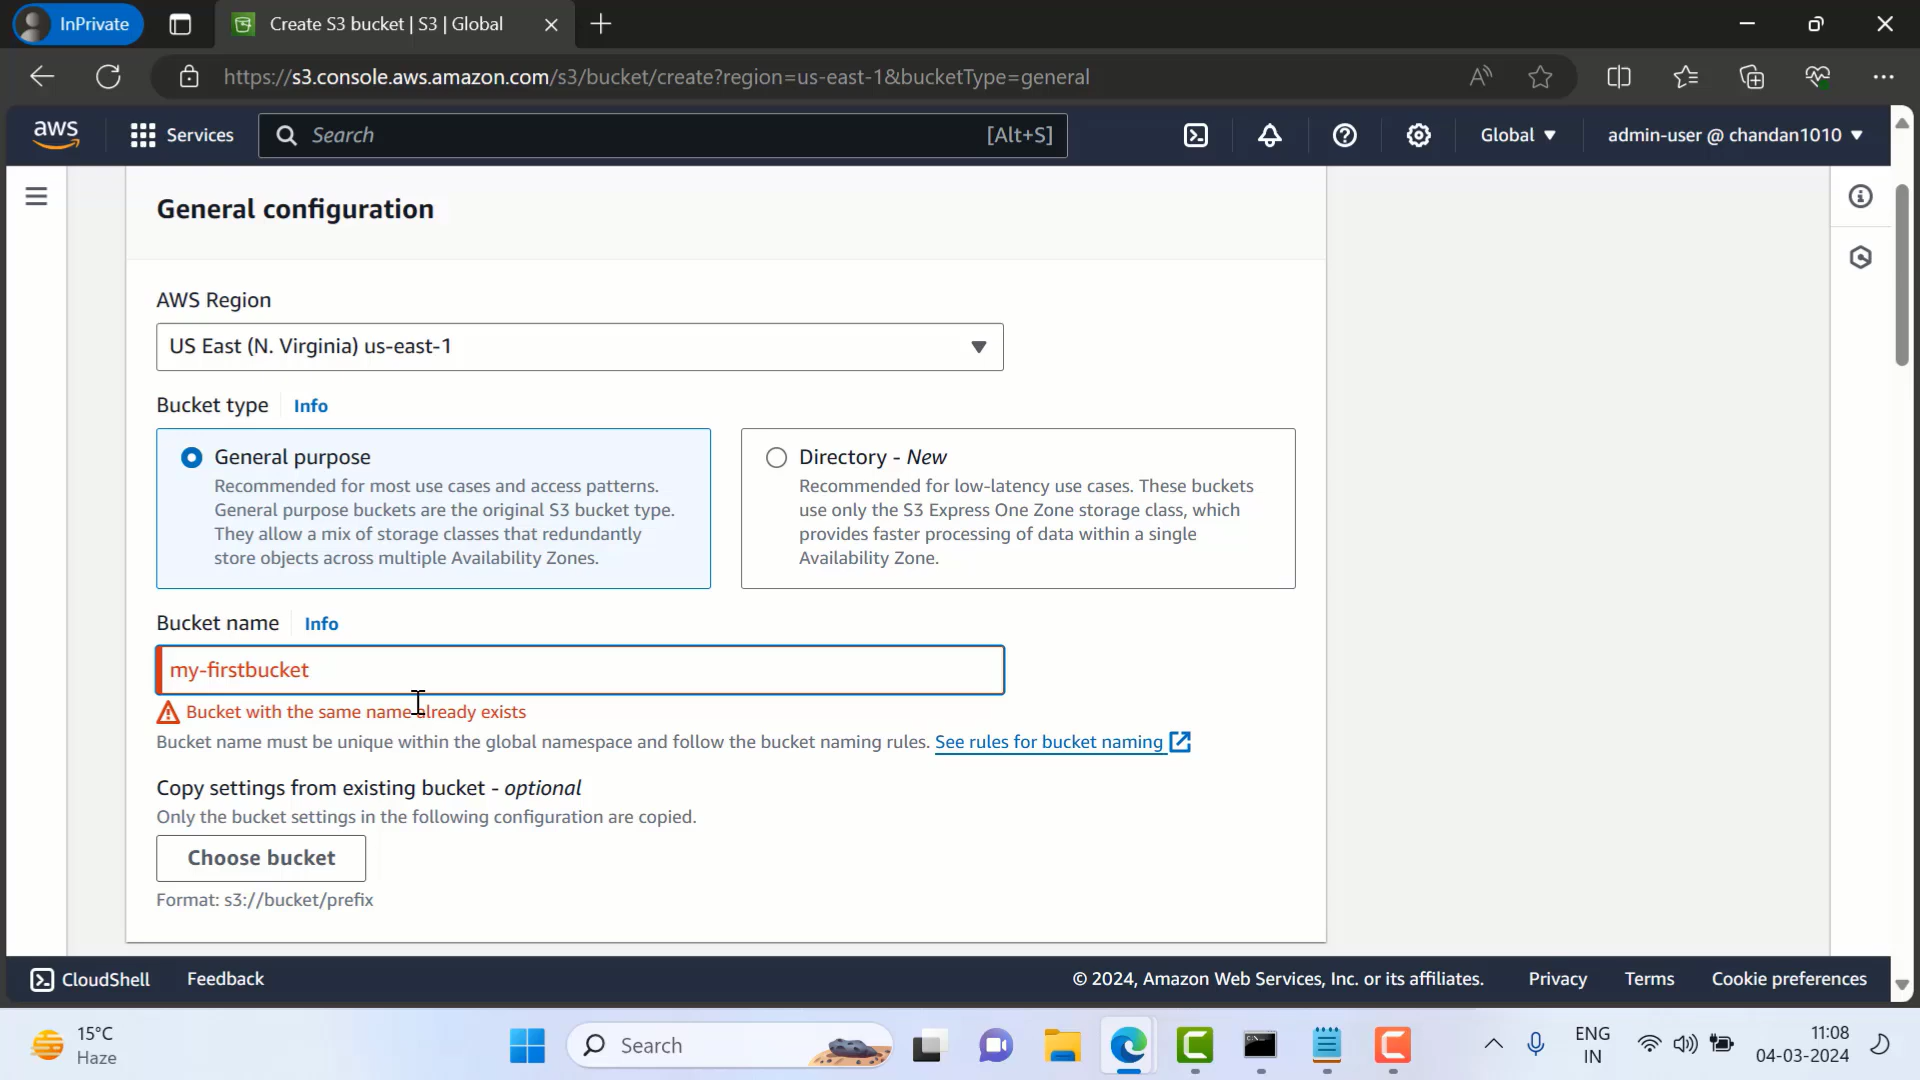 InPrivate
Create S3 bucket | S3 | Global
https://s3.console.aws.amazon.com/s3/bucket/create?region=us-east-1&bucketType=general
aws
Services
Search
[Alt+S]
Global
admin-user @ chandan1010
General configuration
AWS Region
US East (N. Virginia) us-east-1
Bucket type
Info
General purpose
Recommended for most use cases and access patterns.
General purpose buckets are the original S3 bucket type.
They allow a mix of storage classes that redundantly
store objects across multiple Availability Zones.
Directory - New
Recommended for low-latency use cases. These buckets
use only the S3 Express One Zone storage class, which
provides faster processing of data within a single
Availability Zone.
Bucket name
Info
my-firstbucket
Bucket with the same name already exists
Bucket name must be unique within the global namespace and follow the bucket naming rules. See rules for bucket naming
Copy settings from existing bucket - optional
Only the bucket settings in the following configuration are copied.
Choose bucket
Format: s3://bucket/prefix
CloudShell
Feedback
© 2024, Amazon Web Services, Inc. or its affiliates.
Privacy
Terms
Cookie preferences
15°C
Haze
Search
ENG
IN
11:08
04-03-2024